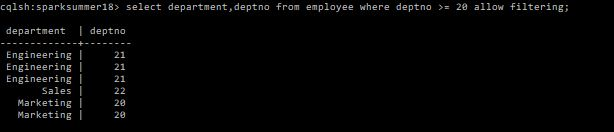 cqlsh:sparksummer18> select department,deptno from employee where deptno >= 20 allow filtering;
department | deptno
-------------+--------
Engineering | 21
Engineering | 21
Engineering | 21
Sales | 22
Marketing | 20
Marketing | 20